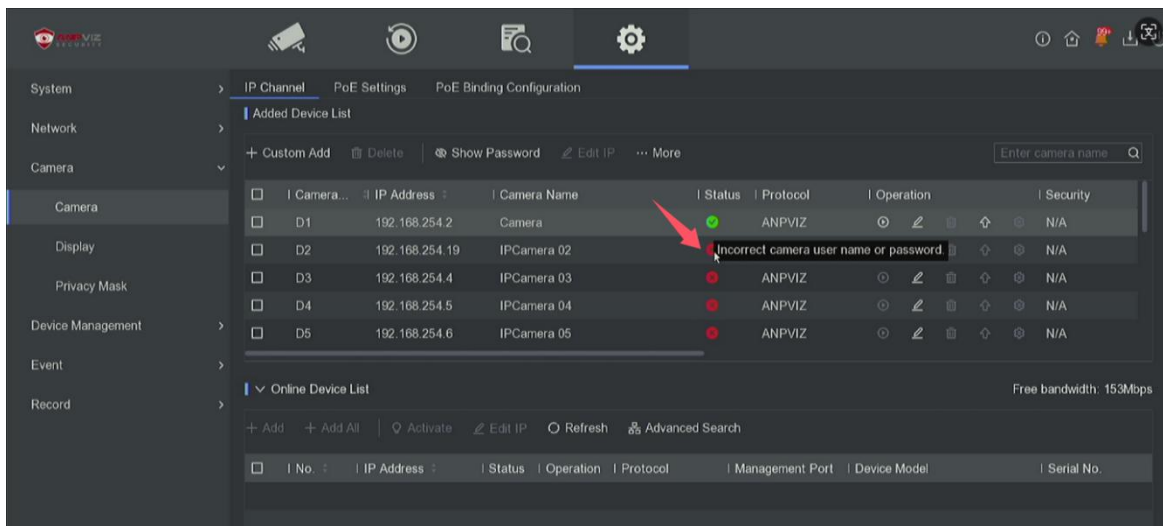 ANPVIZ
SECURITY
System
Network
Camera
Camera
Display
Privacy Mask
Device Management
Event
Record
IP Channel PoE Settings PoE Binding Configuration
Added Device List
+ Custom Add Delete Show Password Edit IP ... More Enter camera name
Camera... IP Address Camera Name Status Protocol Operation Security
D1 192.168.254.2 Camera ANPVIZ N/A
D2 192.168.254.19 IPCamera 02 Incorrect camera user name or password. N/A
D3 192.168.254.4 IPCamera 03 ANPVIZ N/A
D4 192.168.254.5 IPCamera 04 ANPVIZ N/A
D5 192.168.254.6 IPCamera 05 ANPVIZ N/A
Online Device List Free bandwidth: 153Mbps
+ Add + Add All Activate Edit IP Refresh Advanced Search
No. IP Address Status Operation Protocol Management Port Device Model Serial No.